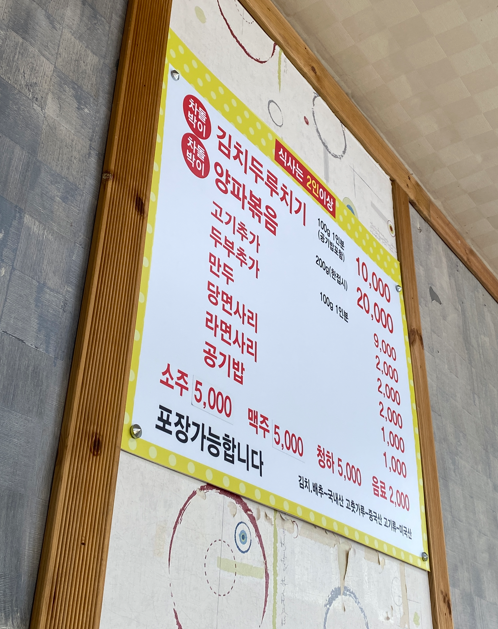 식사는 2인이상
차돌박이 김치두루치기 100g 1인분 (공기밥포함) 10,000
차돌박이 양파볶음 200g(한접시) 20,000
고기추가 100g 1인분 9,000
두부추가 2,000
만두 2,000
당면사리 2,000
라면사리 1,000
공기밥 1,000
소주 5,000 맥주 5,000 청하 5,000 음료 2,000
포장가능합니다
김치,배추-국내산 고춧가루-중국산 고기류-미국산